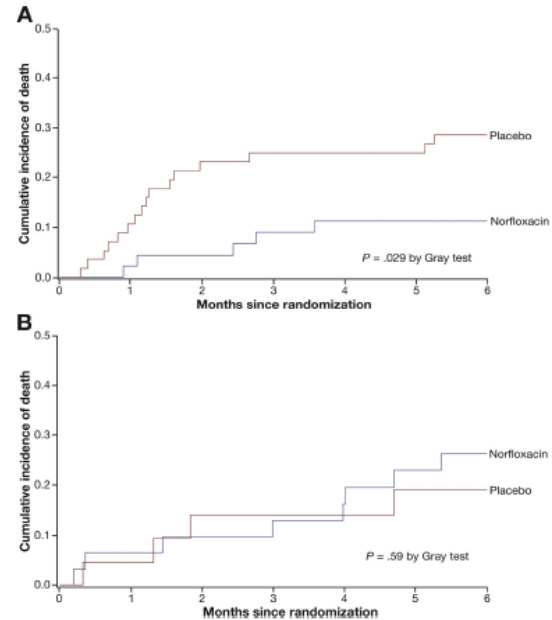 A
Cumulative incidence of death
0.5
0.4
0.3
0.2
0.1
0.0
Placebo
Norfloxacin
P = .029 by Gray test
0 1 2 3 4 5 6
Months since randomization
B
Cumulative incidence of death
0.5
0.4
0.3
0.2
0.1
0.0
Norfloxacin
Placebo
P = .59 by Gray test
0 1 2 3 4 5 6
Months since randomization